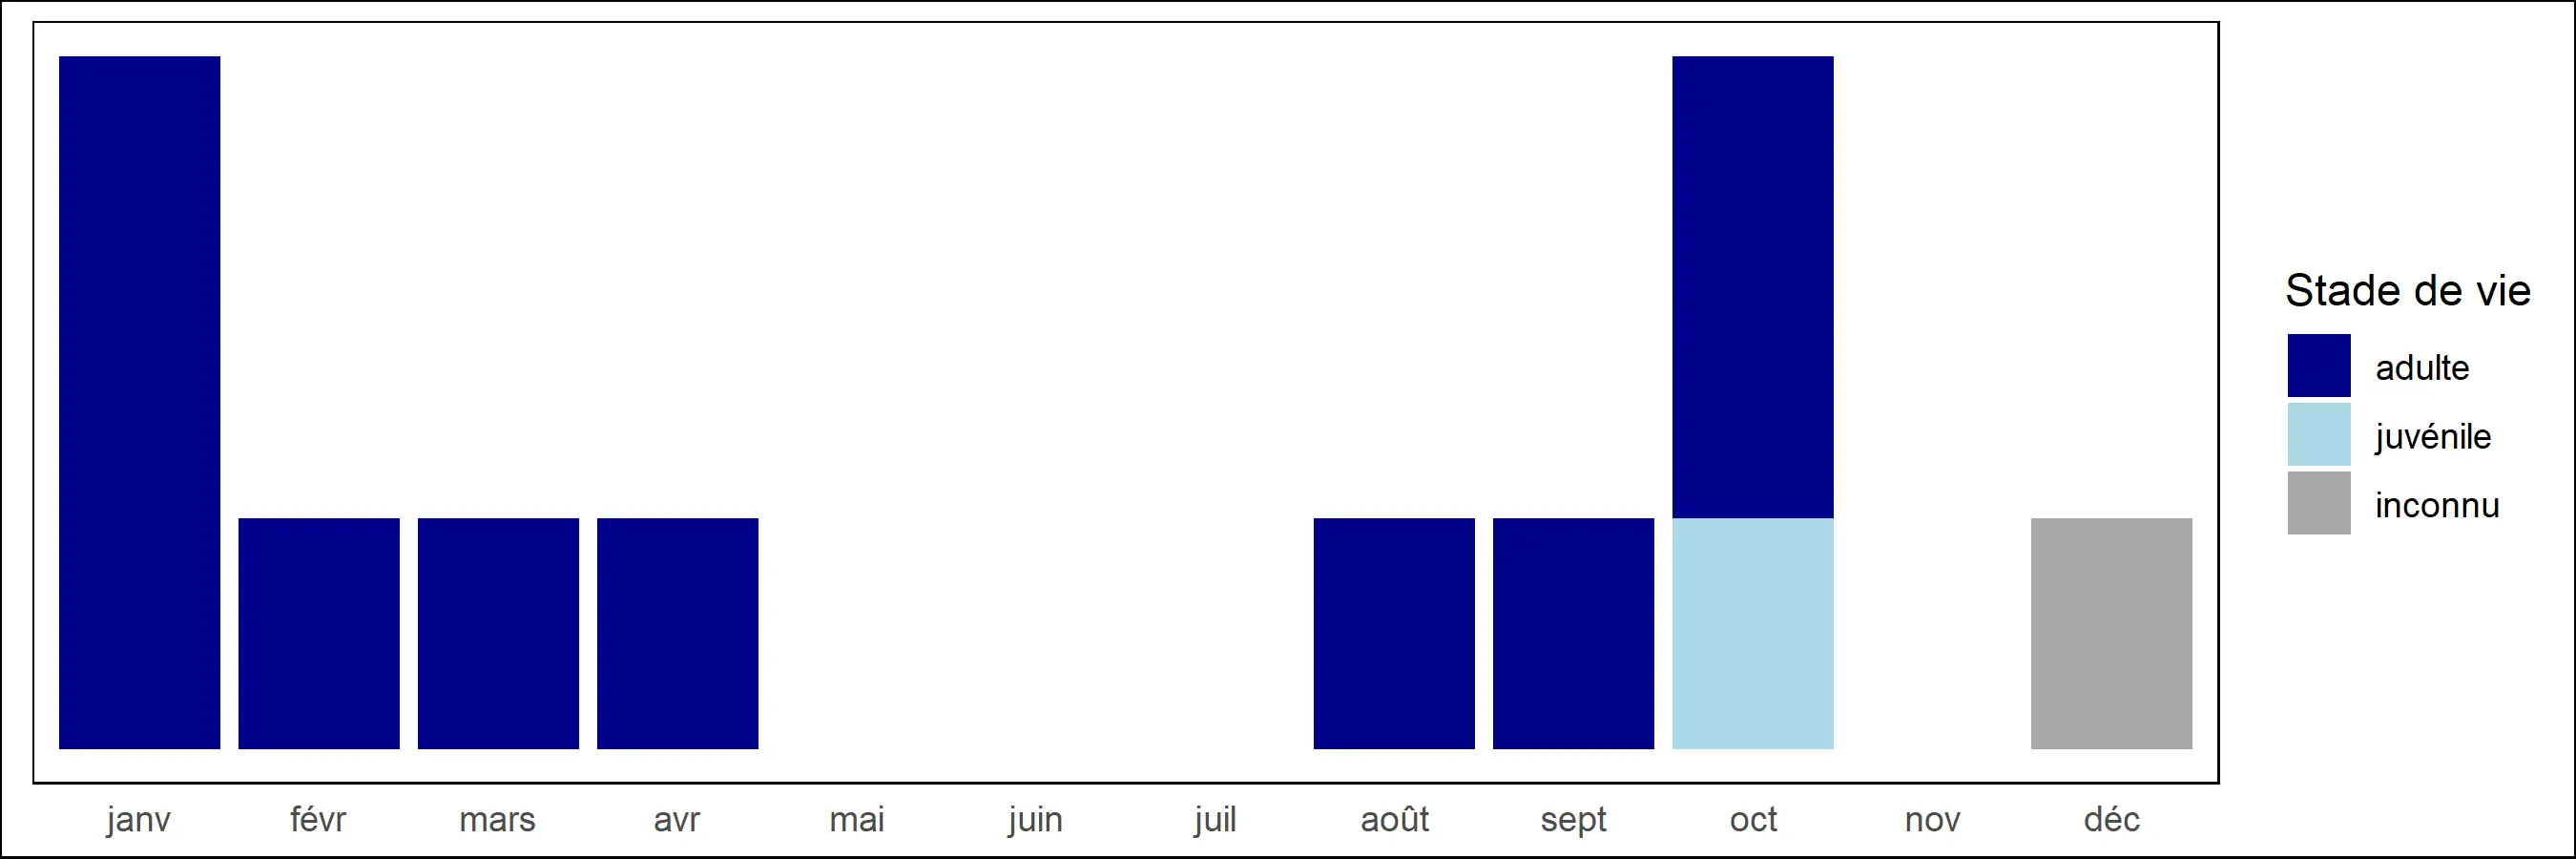 Stade de vie
adulte
juvénile
inconnu
janv févr mars avr mai juin juil août sept oct nov déc